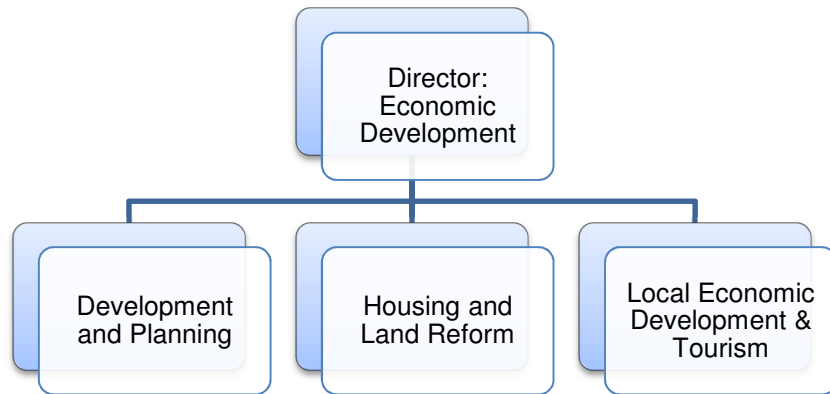 Director:
Economic
Development
Development
and Planning
Housing and
Land Reform
Local Economic
Development &
Tourism